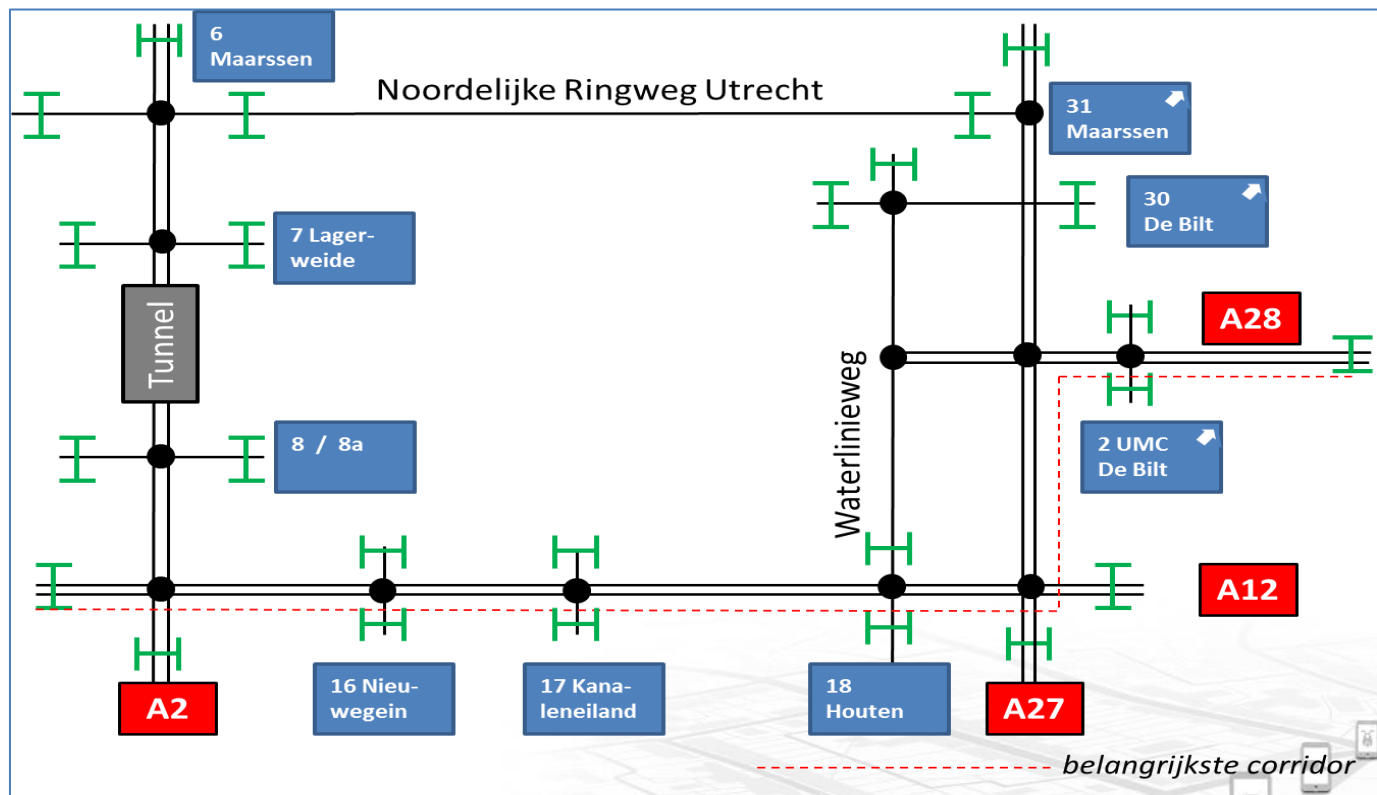 6
Maarssen
Noordelijke Ringweg Utrecht
31
Maarssen
30
De Bilt
7 Lager-
weide
Tunnel
A28
8 / 8a
Waterlinieweg
2 UMC
De Bilt
A12
A2
16 Nieu-
wegein
17 Kana-
leneiland
18
Houten
A27
belangrijkste corridor